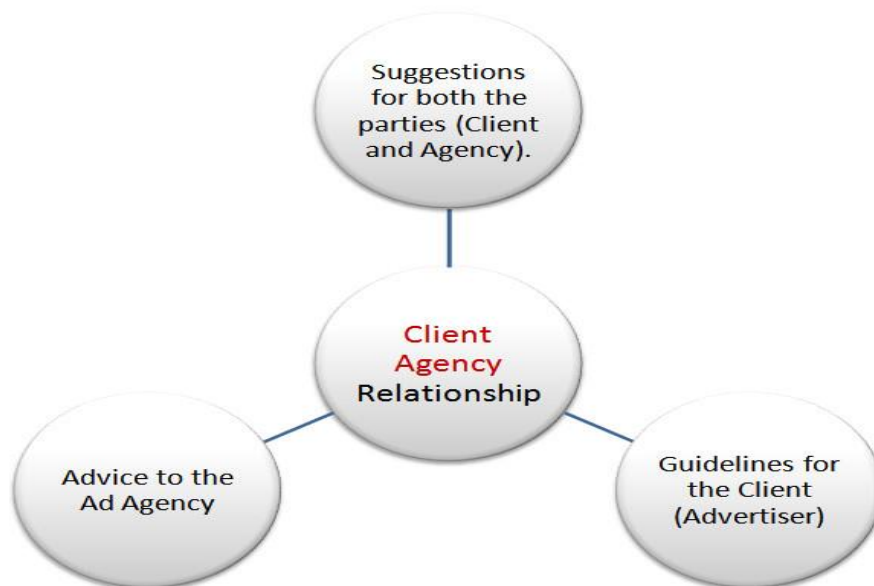 Suggestions
for both the
parties (Client
and Agency).
Client
Agency
Relationship
Advice to the
Ad Agency
Guidelines for
the Client
(Advertiser)